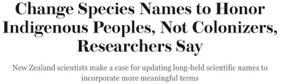 Change Species Names to Honor
Indigenous Peoples, Not Colonizers,
Researchers Say
New Zealand scientists make a case for updating long-held scientific names to
incorporate more meaningful terms